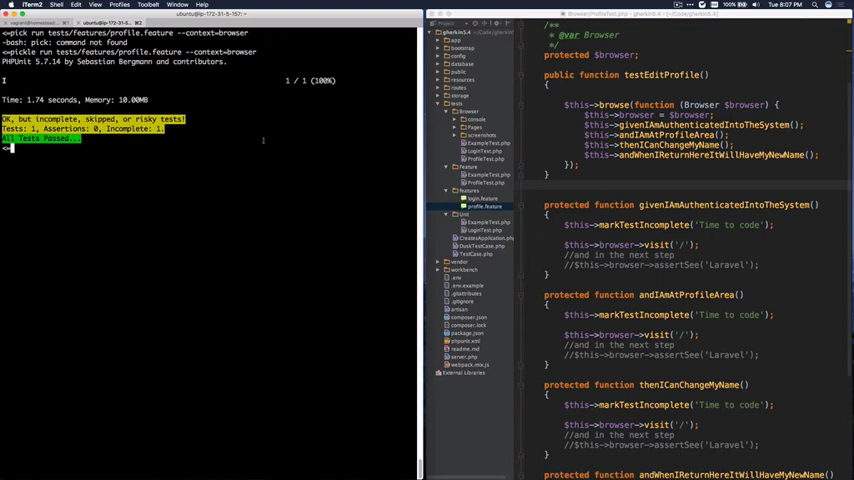 iTerm2 Shell Edit View Profiles Toolbelt Window Help
Tue 8:07 PM
ubuntu@ip-172-31-5-157: ~
ubuntu@ip-172-31-5-157: ~ ⌘2
<=pick run tests/features/profile.feature --context=browser
-bash: pick: command not found
<=pickle run tests/features/profile.feature --context=browser
PHPUnit 5.7.14 by Sebastian Bergmann and contributors.
I 1 / 1 (100%)
Time: 1.74 seconds, Memory: 10.00MB
OK, but incomplete, skipped, or risky tests!
Tests: 1, Assertions: 0, Incomplete: 1.
All Tests Passed...
<=
Project
gherkin5.4
app
bootstrap
config
database
public
resources
routes
storage
tests
Browser
console
Pages
screenshots
ExampleTest.php
LoginTest.php
ProfileTest.php
Feature
ExampleTest.php
ProfileTest.php
features
login.feature
profile.feature
Unit
ExampleTest.php
LoginTest.php
CreatesApplication.php
DuskTestCase.php
TestCase.php
vendor
workbench
.env
.env.example
.gitattributes
.gitignore
artisan
composer.json
composer.lock
package.json
phpunit.xml
readme.md
server.php
webpack.mix.js
External Libraries
/**
* @var Browser
*/
protected $browser;
public function testEditProfile()
{
$this->browse(function (Browser $browser) {
$this->browser = $browser;
$this->givenIAmAuthenticatedIntoTheSystem();
$this->andIAmAtProfileArea();
$this->thenICanChangeMyName();
$this->andWhenIReturnHereItWillHaveMyNewName();
});
}
protected function givenIAmAuthenticatedIntoTheSystem()
{
$this->markTestIncomplete('Time to code');
$this->browser->visit('/');
//and in the next step
//$this->browser->assertSee('Laravel');
}
protected function andIAmAtProfileArea()
{
$this->markTestIncomplete('Time to code');
$this->browser->visit('/');
//and in the next step
//$this->browser->assertSee('Laravel');
}
protected function thenICanChangeMyName()
{
$this->markTestIncomplete('Time to code');
$this->browser->visit('/');
//and in the next step
//$this->browser->assertSee('Laravel');
}
protected function andWhenIReturnHereItWillHaveMyNewName()